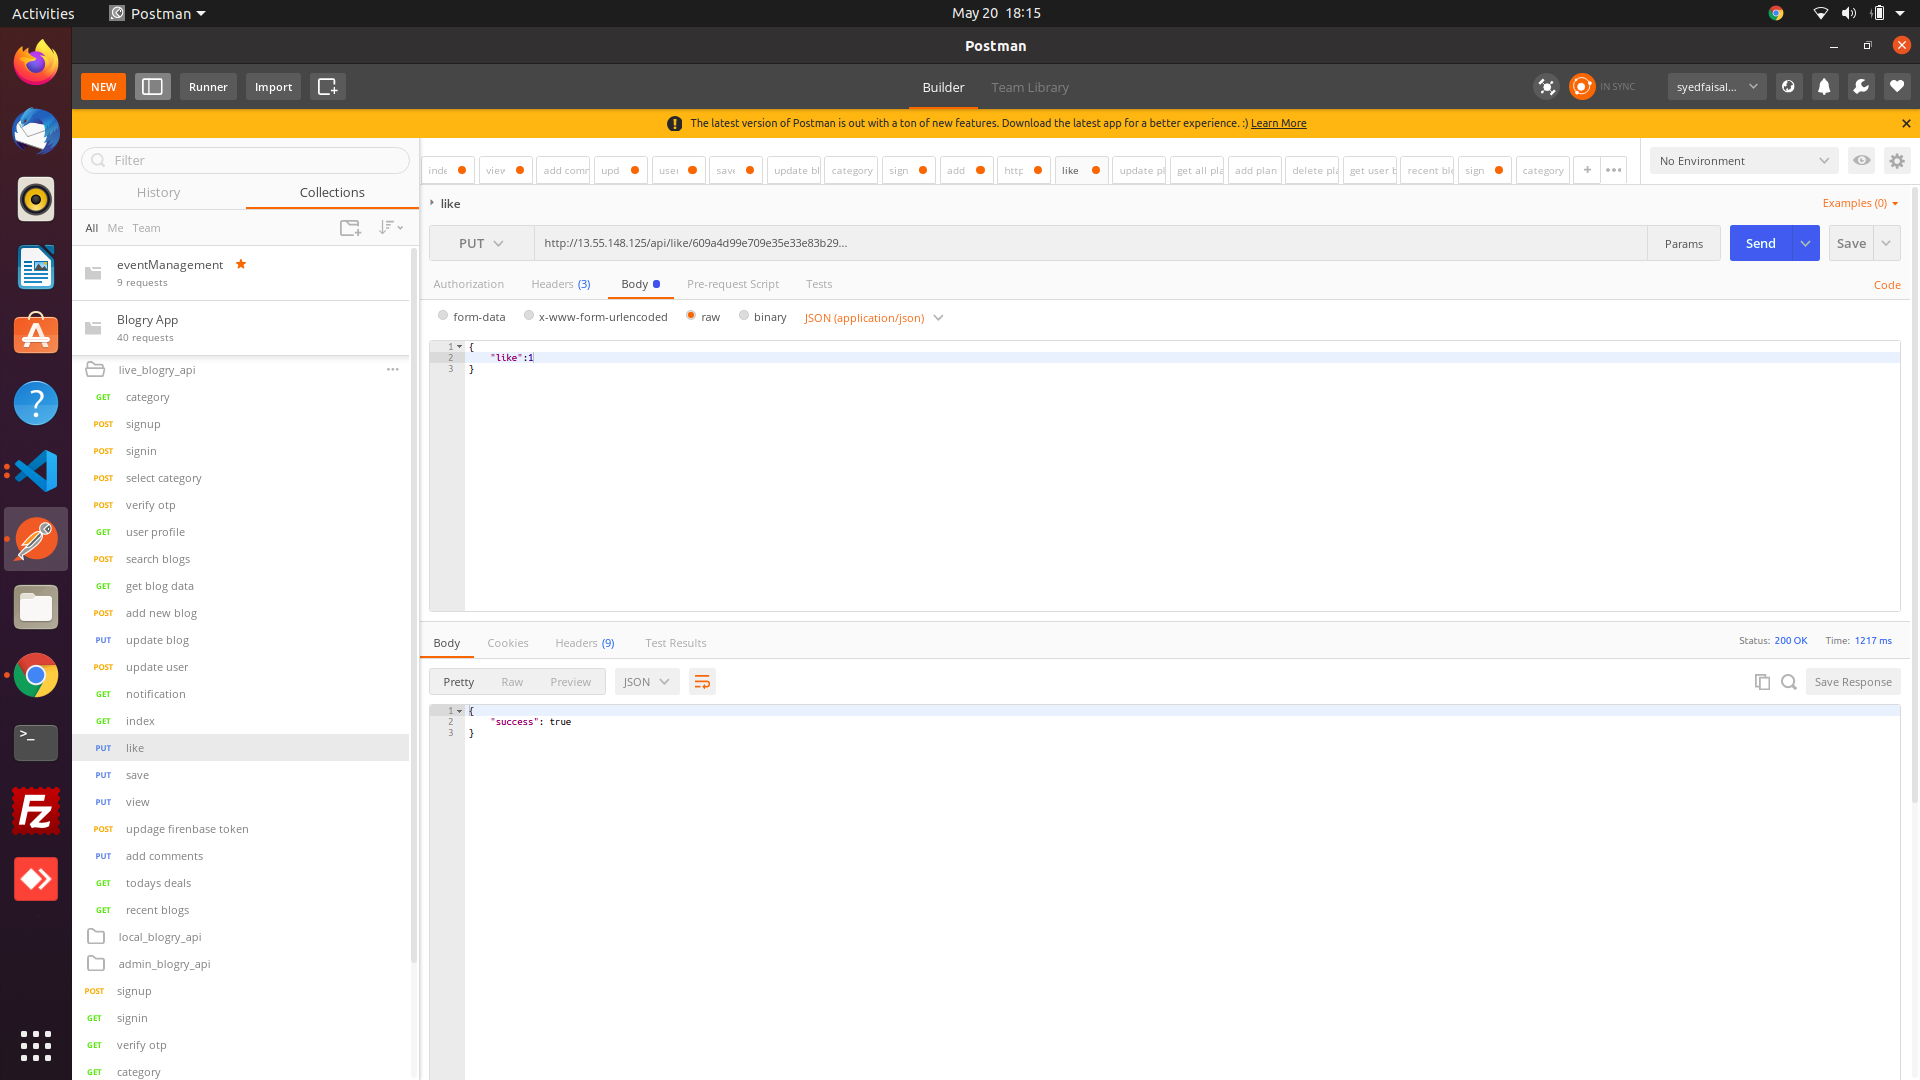 Activities
Postman
May 20 18:15
Postman
NEW
Runner
Import
Builder
Team Library
IN SYNC
syedfaisal...
The latest version of Postman is out with a ton of new features. Download the latest app for a better experience. :) Learn More
Filter
History
Collections
All Me Team
eventManagement
9 requests
Blogry App
40 requests
live_blogry_api
GET category
POST signup
POST signin
POST select category
POST verify otp
GET user profile
POST search blogs
GET get blog data
POST add new blog
PUT update blog
POST update user
GET notification
GET index
PUT like
PUT save
PUT view
POST updage firenbase token
PUT add comments
GET todays deals
GET recent blogs
local_blogry_api
admin_blogry_api
POST signup
GET signin
GET verify otp
GET category
inde
view
add comm
upd
user
save
update bl
category
sign
add
http
like
update pl
get all pla
add plan
delete pla
get user b
recent blo
sign
category
No Environment
like
Examples (0)
PUT
http://13.55.148.125/api/like/609a4d99e709e35e33e83b29...
Params
Send
Save
Authorization
Headers (3)
Body
Pre-request Script
Tests
Code
form-data
x-www-form-urlencoded
raw
binary
JSON (application/json)
1 {
2 "like":1
3 }
Body
Cookies
Headers (9)
Test Results
Status: 200 OK
Time: 1217 ms
Pretty
Raw
Preview
JSON
Save Response
1 {
2 "success": true
3 }